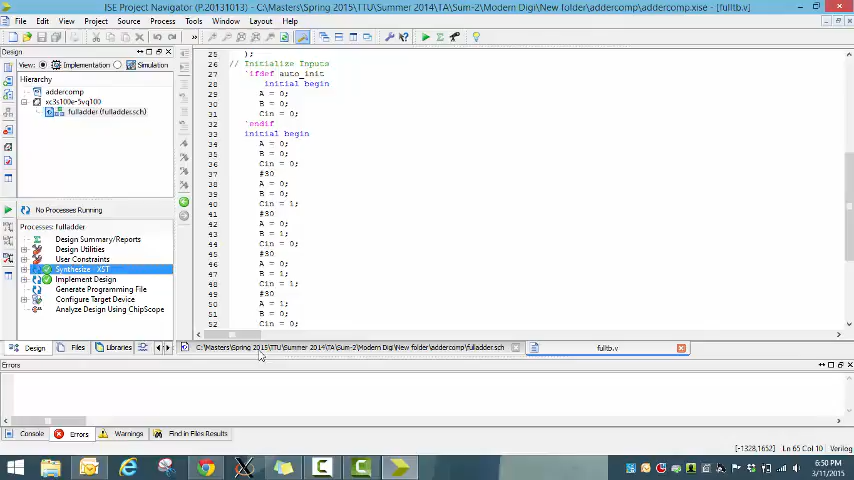 ISE Project Navigator (P.20131013) - C:\Masters\Spring 2015\TTU\Summer 2014\TA\Sum-2\Modern Digi\New folder\addercomp\addercomp.xise - [fulltb.v]
File Edit View Project Source Process Tools Window Layout Help
Design
View: Implementation Simulation
Hierarchy
addercomp
xc3s100e-5vq100
fulladder (fulladder.sch)
No Processes Running
Processes: fulladder
Design Summary/Reports
Design Utilities
User Constraints
Synthesize - XST
Implement Design
Generate Programming File
Configure Target Device
Analyze Design Using ChipScope
25 );
26 // Initialize Inputs
27 `ifdef auto_init
28 initial begin
29 A = 0;
30 B = 0;
31 Cin = 0;
32 `endif
33 initial begin
34 A = 0;
35 B = 0;
36 Cin = 0;
37 #30
38 A = 0;
39 B = 0;
40 Cin = 1;
41 #30
42 A = 0;
43 B = 1;
44 Cin = 0;
45 #30
46 A = 0;
47 B = 1;
48 Cin = 1;
49 #30
50 A = 1;
51 B = 0;
52 Cin = 0;
Design Files Libraries
C:\Masters\Spring 2015\TTU\Summer 2014\TA\Sum-2\Modern Digi\New folder\addercomp\fulladder.sch
fulltb.v
Errors
Console Errors Warnings Find in Files Results
[-1328,1652] Ln 65 Col 10 Verilog
6:50 PM
3/11/2015